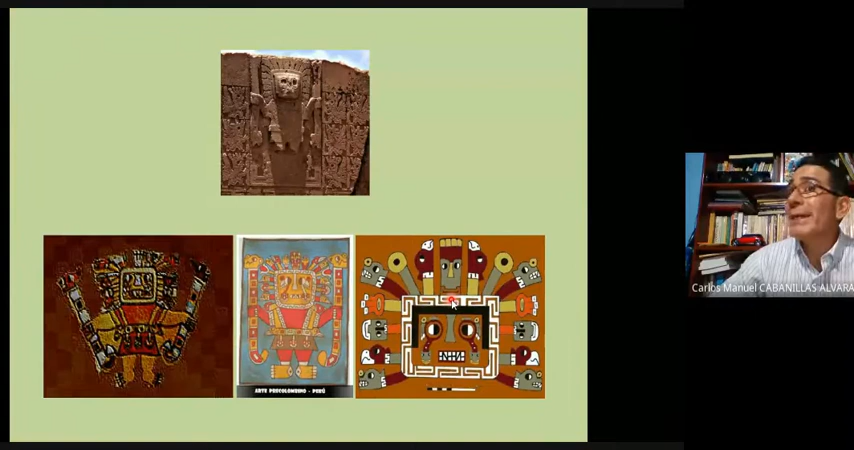 ARTE PRECOLOMBINO - PERÚ
Carlos Manuel CABANILLAS ALVARA